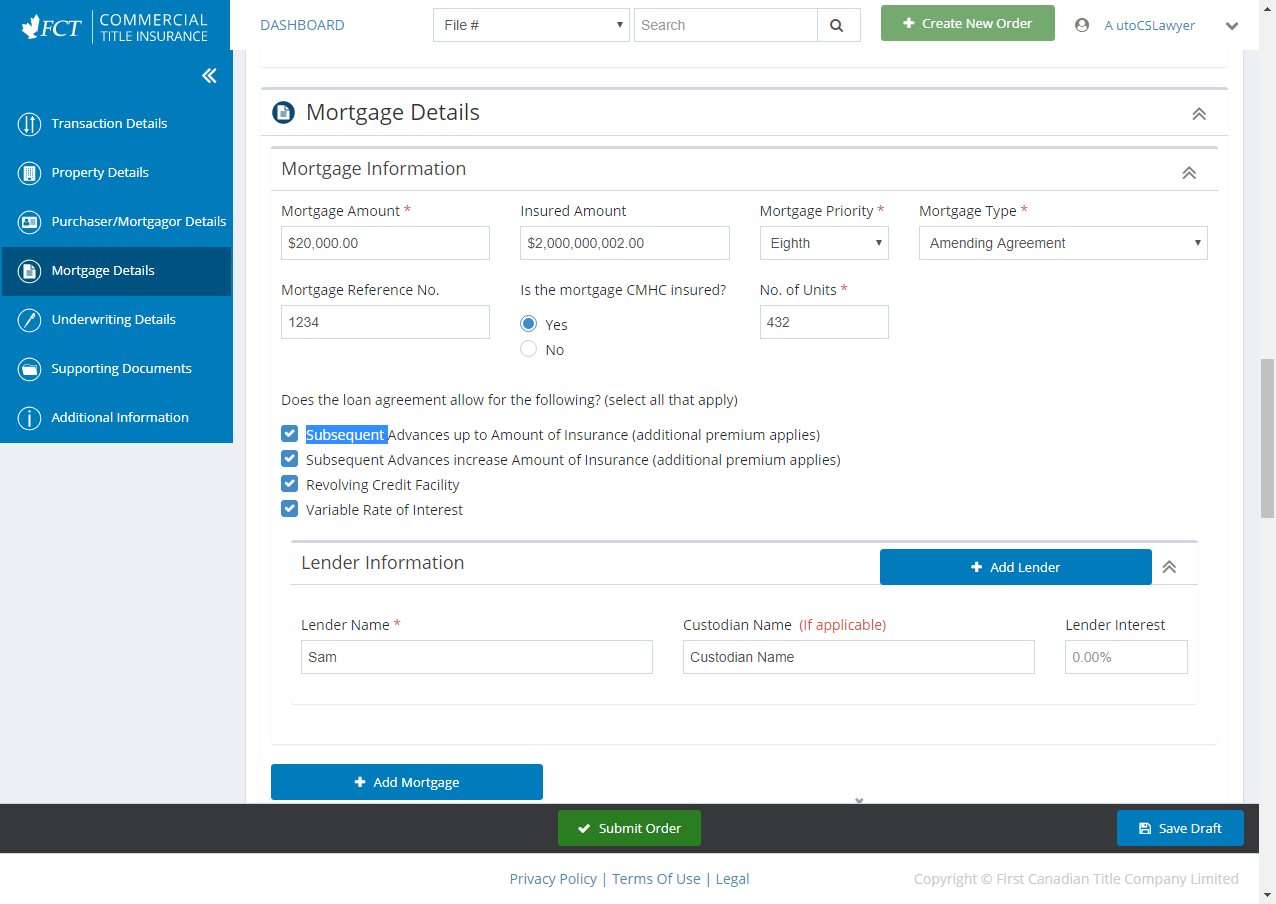 FCT COMMERCIAL TITLE INSURANCE
DASHBOARD
File #
Search
Create New Order
A utoCSLawyer
Transaction Details
Property Details
Purchaser/Mortgagor Details
Mortgage Details
Underwriting Details
Supporting Documents
Additional Information
Mortgage Details
Mortgage Information
Mortgage Amount * Insured Amount Mortgage Priority * Mortgage Type *
$20,000.00 $2,000,000,002.00 Eighth Amending Agreement
Mortgage Reference No. Is the mortgage CMHC insured? No. of Units *
1234 Yes 432
No
Does the loan agreement allow for the following? (select all that apply)
Subsequent Advances up to Amount of Insurance (additional premium applies)
Subsequent Advances increase Amount of Insurance (additional premium applies)
Revolving Credit Facility
Variable Rate of Interest
Lender Information Add Lender
Lender Name * Custodian Name (If applicable) Lender Interest
Sam Custodian Name 0.00%
Add Mortgage
Submit Order Save Draft
Privacy Policy | Terms Of Use | Legal Copyright © First Canadian Title Company Limited